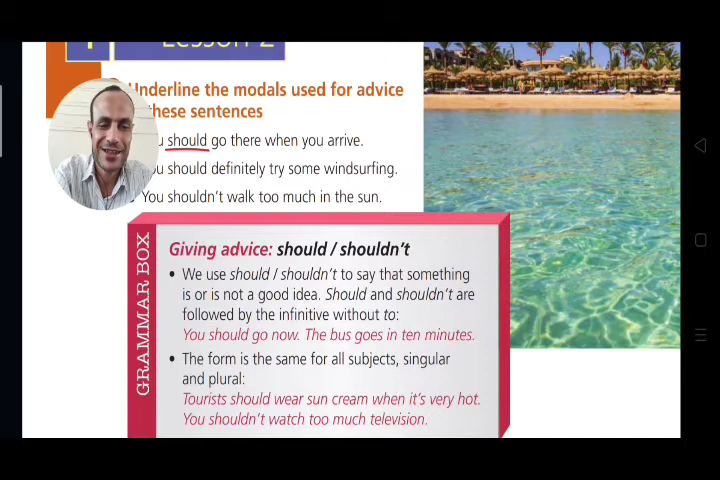 Lesson 2
Underline the modals used for advice
these sentences
should go there when you arrive.
You should definitely try some windsurfing.
You shouldn't walk too much in the sun.
GRAMMAR BOX
Giving advice: should / shouldn't
• We use should / shouldn't to say that something
is or is not a good idea. Should and shouldn't are
followed by the infinitive without to:
You should go now. The bus goes in ten minutes.
• The form is the same for all subjects, singular
and plural:
Tourists should wear sun cream when it's very hot.
You shouldn't watch too much television.